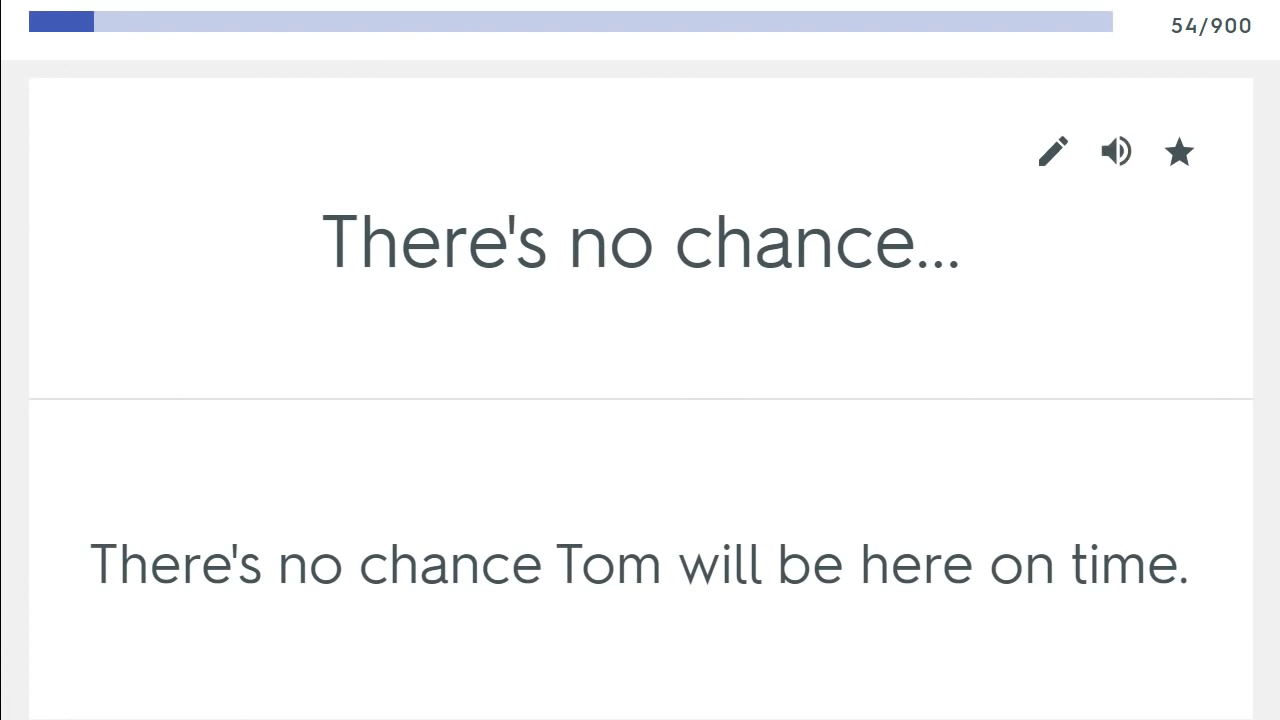 54/900
There's no chance...
There's no chance Tom will be here on time.